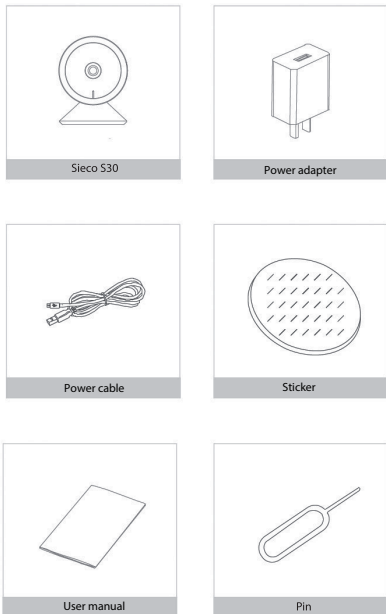 Sieco S30
Power adapter
Power cable
Sticker
User manual
Pin